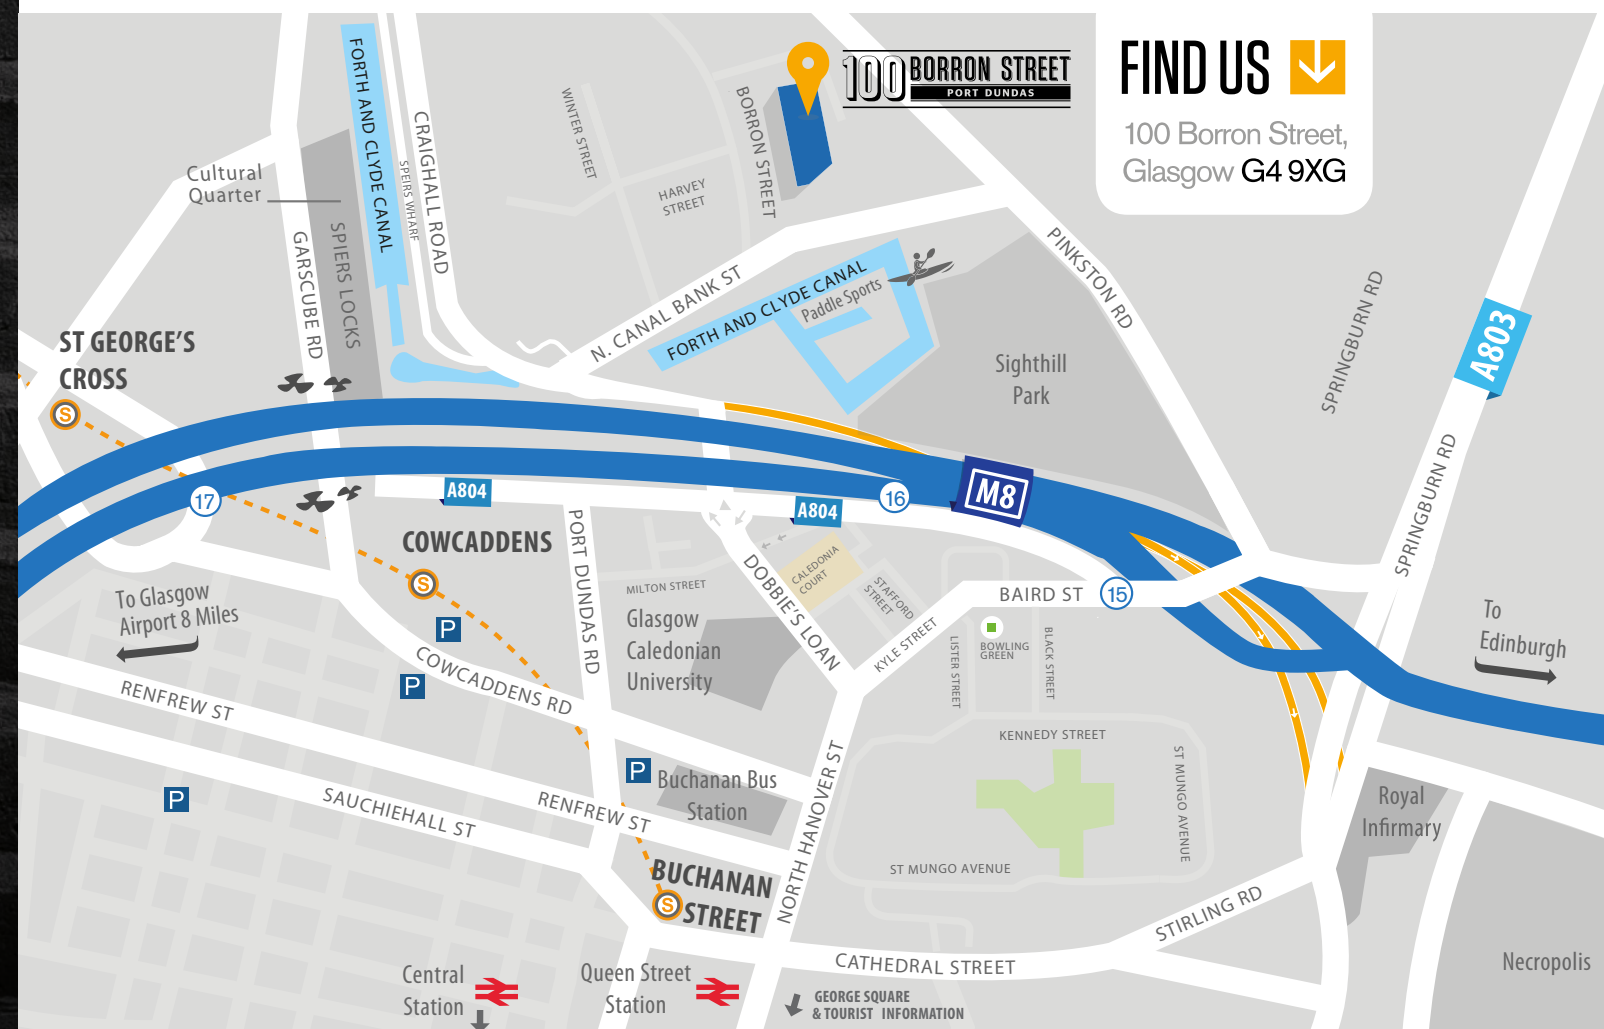 FIND US
100 Borron Street,
Glasgow G4 9XG
100 BORRON STREET
PORT DUNDAS
FORTH AND CLYDE CANAL
CRAIGHALL ROAD
SPEIRS WHARF
WINTER STREET
HARVEY
STREET
BORRON STREET
Cultural
Quarter
GARSCUBE RD
SPIERS LOCKS
N. CANAL BANK ST
FORTH AND CLYDE CANAL
Paddle Sports
PINKSTON RD
SPRINGBURN RD
A803
Sighthill
Park
ST GEORGE'S
CROSS
S
17
A804
A804
16
M8
SPRINGBURN RD
COWCADDENS
S
PORT DUNDAS RD
DOBBIE'S LOAN
CALEDONIA
COURT
STAFFORD
STREET
MILTON STREET
BAIRD ST
15
To Glasgow
Airport 8 Miles
P
P
COWCADDENS RD
Glasgow
Caledonian
University
KYLE STREET
LISTER STREET
BOWLING
GREEN
BLACK STREET
To
Edinburgh
RENFREW ST
KENNEDY STREET
ST MUNGO AVENUE
P
SAUCHIEHALL ST
RENFREW ST
P
Buchanan Bus
Station
NORTH HANOVER ST
Royal
Infirmary
ST MUNGO AVENUE
BUCHANAN
STREET
S
STIRLING RD
CATHEDRAL STREET
Necropolis
Central
Station
Queen Street
Station
GEORGE SQUARE
& TOURIST INFORMATION